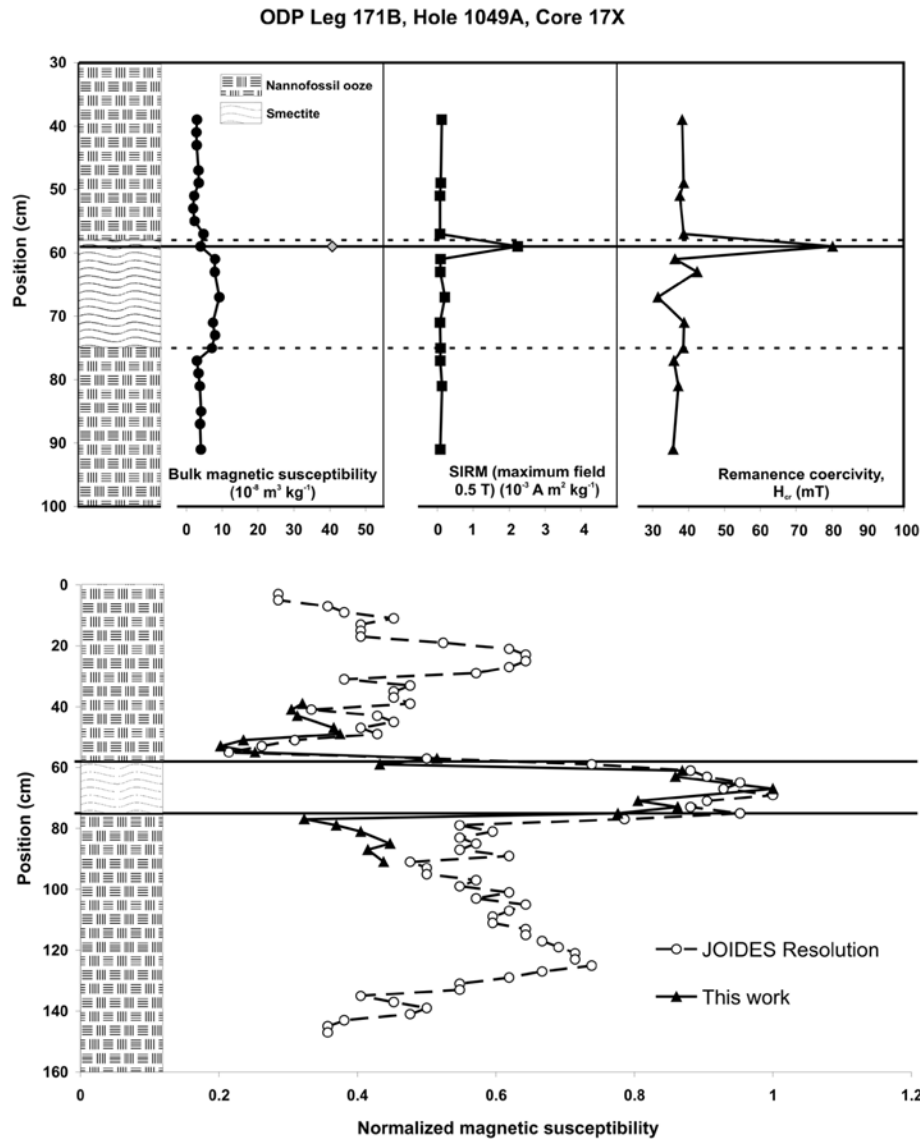 ODP Leg 171B, Hole 1049A, Core 17X
Nannofossil ooze
Smectite
Position (cm)
30
40
50
60
70
80
90
100
Bulk magnetic susceptibility
(10⁻⁸ m³ kg⁻¹)
SIRM (maximum field
0.5 T) (10⁻³ A m² kg⁻¹)
Remanence coercivity,
Hcr (mT)
0 10 20 30 40 50
0 1 2 3 4
30 40 50 60 70 80 90 100
Position (cm)
0
20
40
60
80
100
120
140
160
JOIDES Resolution
This work
0 0.2 0.4 0.6 0.8 1 1.2
Normalized magnetic susceptibility